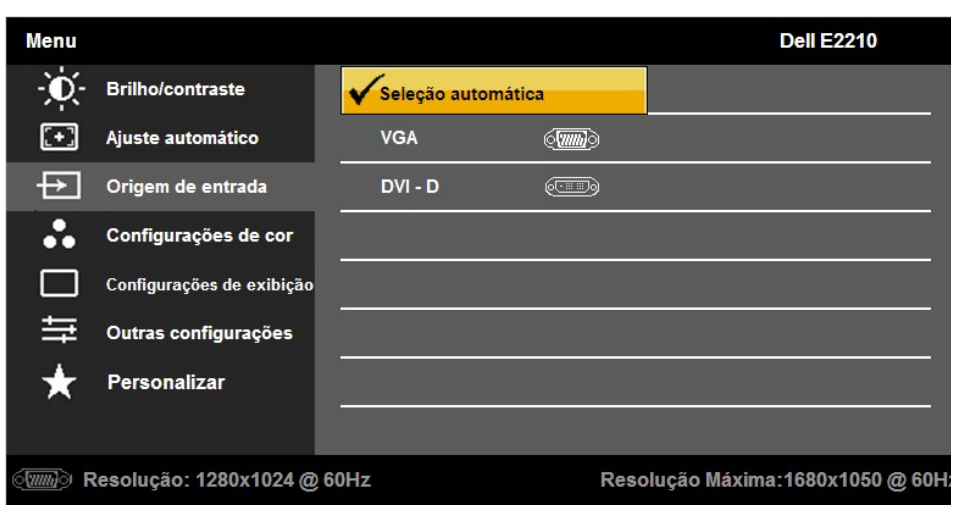 Menu Dell E2210
Brilho/contraste
Seleção automática
Ajuste automático
VGA
Origem de entrada
DVI - D
Configurações de cor
Configurações de exibição
Outras configurações
Personalizar
Resolução: 1280x1024 @ 60Hz
Resolução Máxima:1680x1050 @ 60H